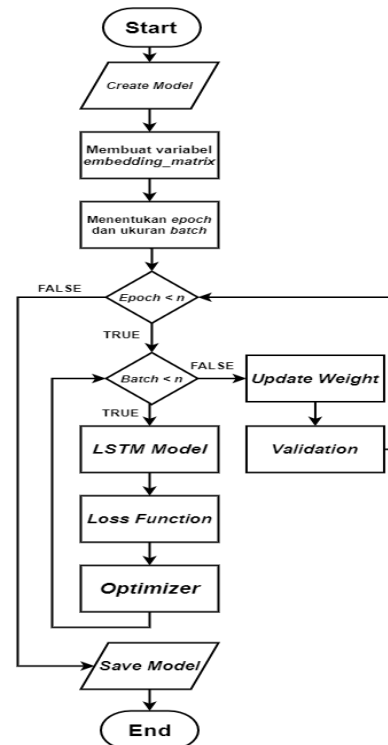 Start
Create Model
Membuat variabel
embedding_matrix
Menentukan epoch
dan ukuran batch
FALSE
Epoch < n
TRUE
Batch < n
FALSE
Update Weight
TRUE
LSTM Model
Validation
Loss Function
Optimizer
Save Model
End